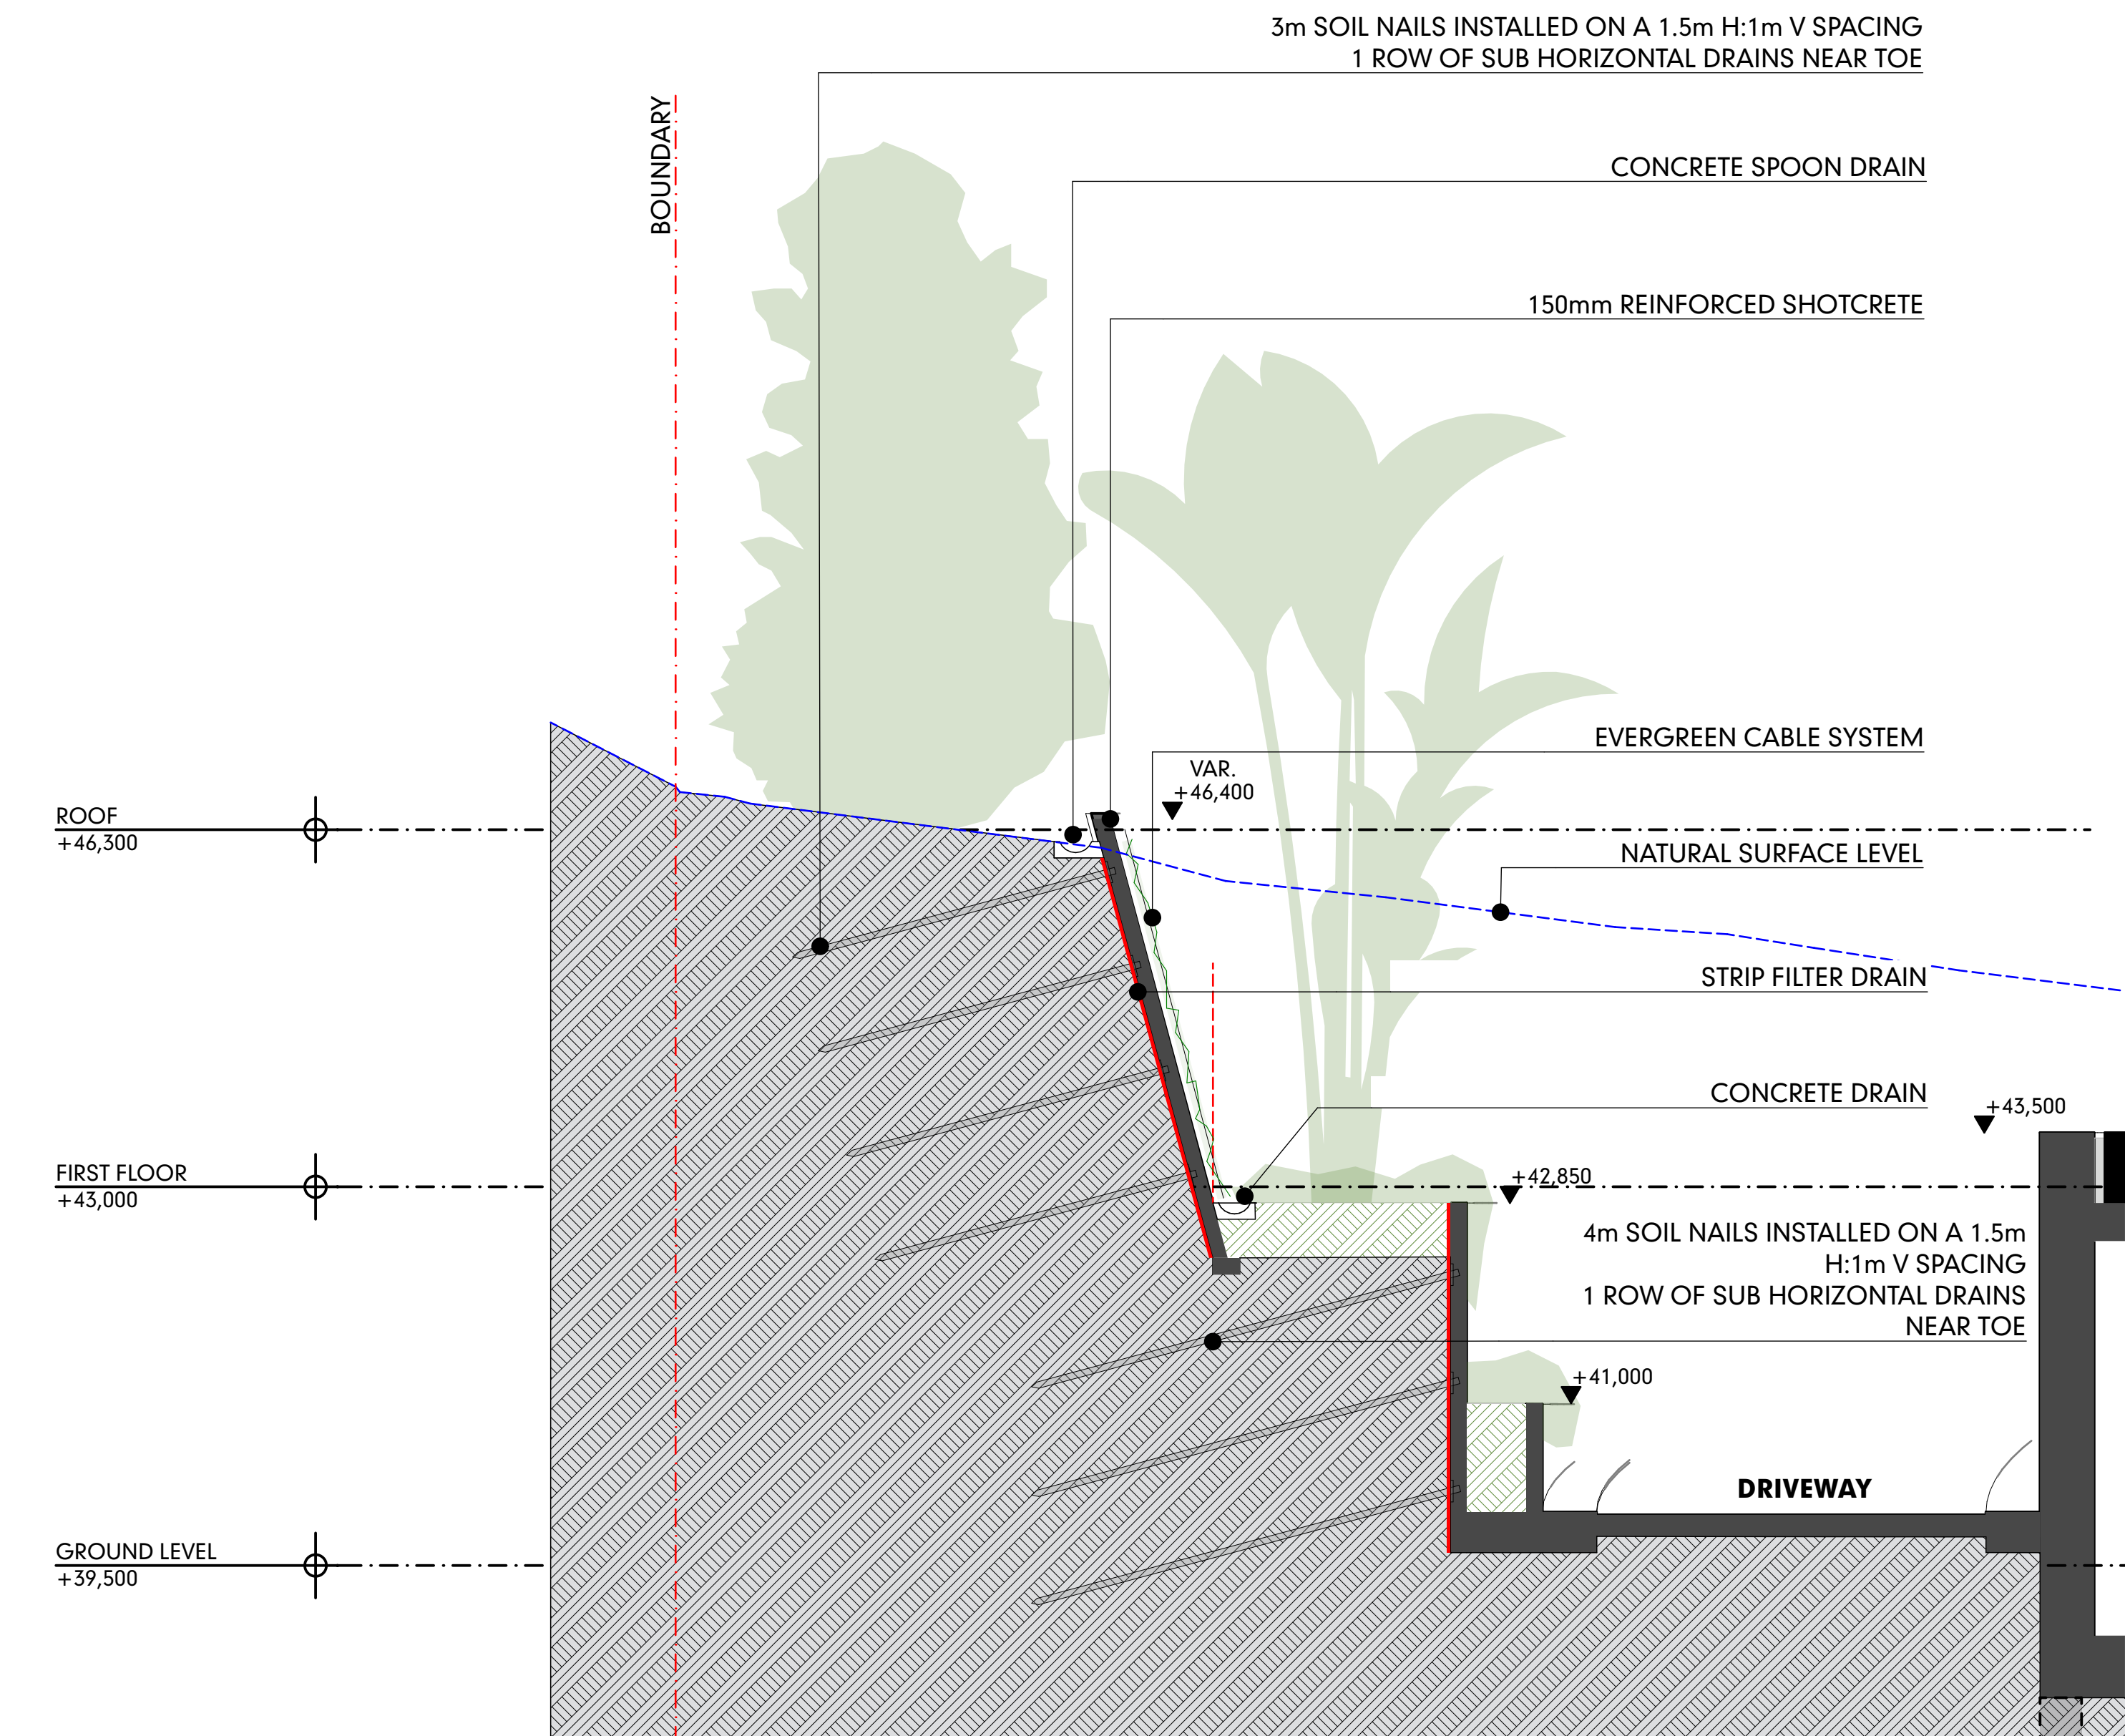 3m SOIL NAILS INSTALLED ON A 1.5m H:1m V SPACING
1 ROW OF SUB HORIZONTAL DRAINS NEAR TOE
BOUNDARY
CONCRETE SPOON DRAIN
150mm REINFORCED SHOTCRETE
EVERGREEN CABLE SYSTEM
VAR.
+46,400
ROOF
+46,300
NATURAL SURFACE LEVEL
STRIP FILTER DRAIN
CONCRETE DRAIN
+43,500
FIRST FLOOR
+43,000
+42,850
4m SOIL NAILS INSTALLED ON A 1.5m
H:1m V SPACING
1 ROW OF SUB HORIZONTAL DRAINS
NEAR TOE
+41,000
DRIVEWAY
GROUND LEVEL
+39,500